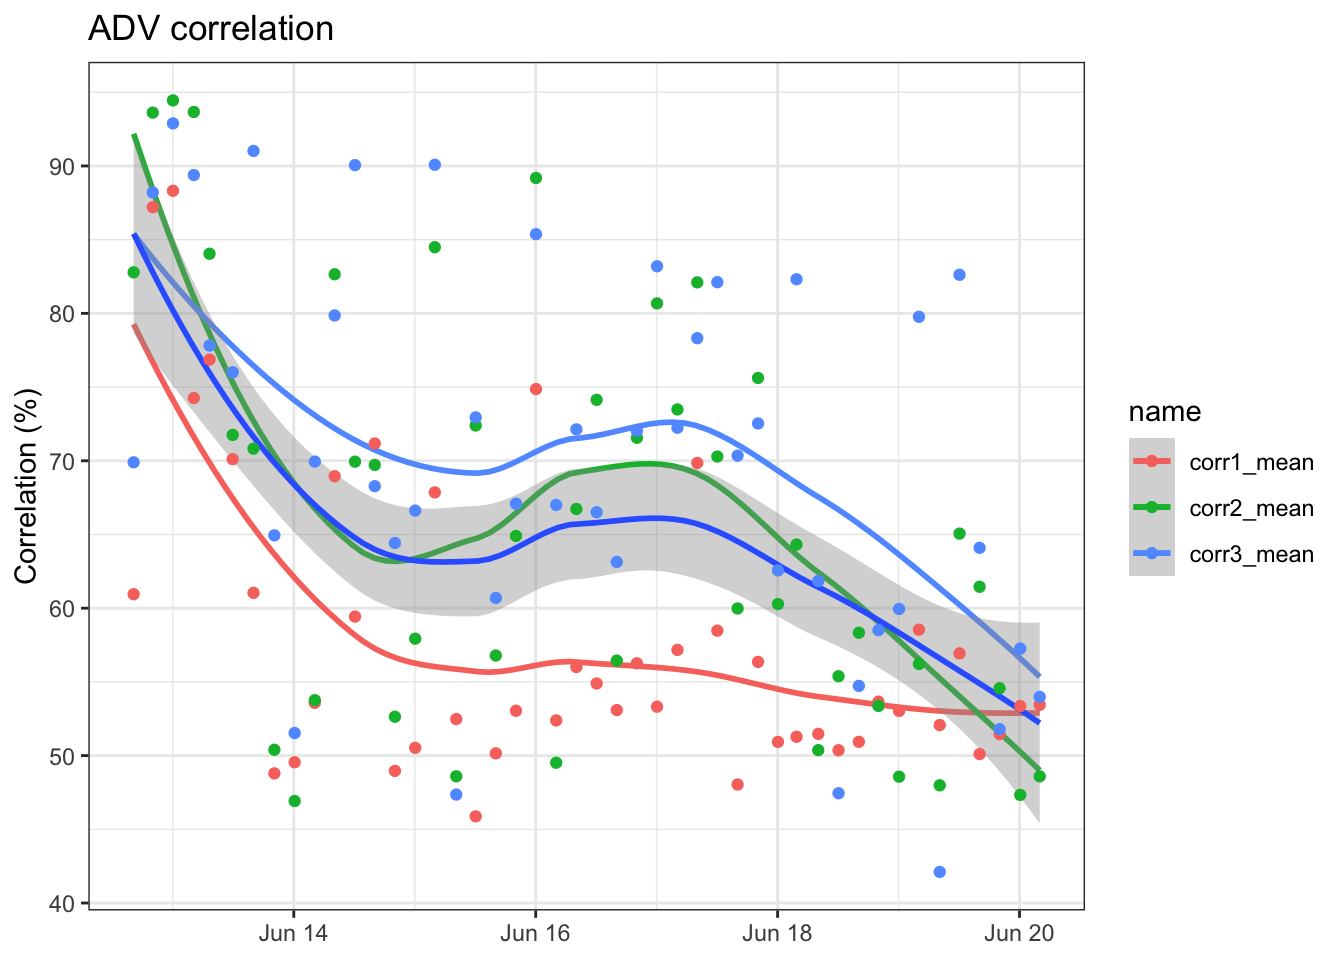 ADV correlation
Correlation (%)
90
80
70
60
50
40
Jun 14
Jun 16
Jun 18
Jun 20
name
corr1_mean
corr2_mean
corr3_mean